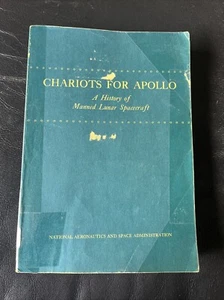 CHARIOTS FOR APOLLO
A History of
Manned Lunar Spacecraft
NATIONAL AERONAUTICS AND SPACE ADMINISTRATION